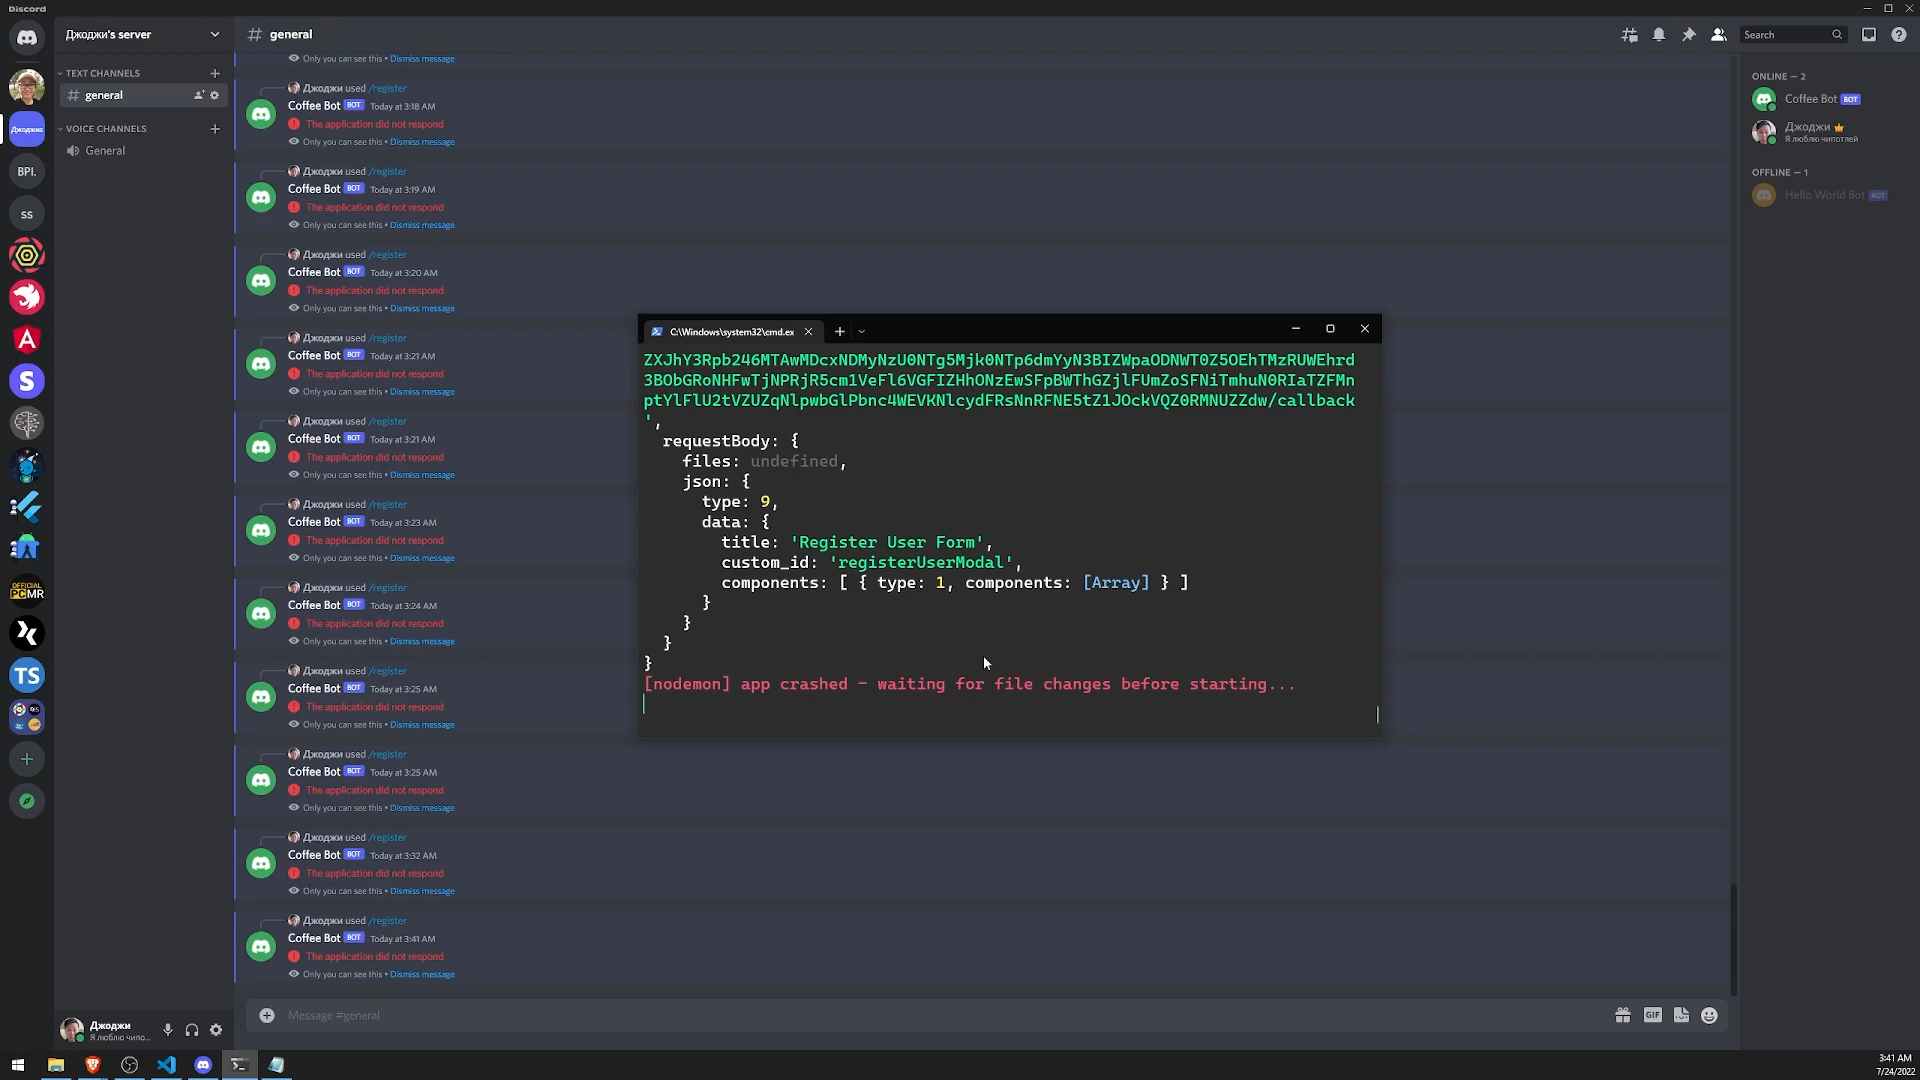 Discord
Джоджи's server
# general
Search
TEXT CHANNELS
# general
VOICE CHANNELS
General
Джоджиs
BPI.
ss
S
OFFICIAL
PCMR
TS
Only you can see this • Dismiss message
Джоджи used /register
Coffee Bot BOT Today at 3:18 AM
The application did not respond
Only you can see this • Dismiss message
Джоджи used /register
Coffee Bot BOT Today at 3:19 AM
The application did not respond
Only you can see this • Dismiss message
Джоджи used /register
Coffee Bot BOT Today at 3:20 AM
The application did not respond
Only you can see this • Dismiss message
Джоджи used /register
Coffee Bot BOT Today at 3:21 AM
The application did not respond
Only you can see this • Dismiss message
Джоджи used /register
Coffee Bot BOT Today at 3:21 AM
The application did not respond
Only you can see this • Dismiss message
Джоджи used /register
Coffee Bot BOT Today at 3:23 AM
The application did not respond
Only you can see this • Dismiss message
Джоджи used /register
Coffee Bot BOT Today at 3:24 AM
The application did not respond
Only you can see this • Dismiss message
Джоджи used /register
Coffee Bot BOT Today at 3:25 AM
The application did not respond
Only you can see this • Dismiss message
Джоджи used /register
Coffee Bot BOT Today at 3:25 AM
The application did not respond
Only you can see this • Dismiss message
Джоджи used /register
Coffee Bot BOT Today at 3:32 AM
The application did not respond
Only you can see this • Dismiss message
Джоджи used /register
Coffee Bot BOT Today at 3:41 AM
The application did not respond
Only you can see this • Dismiss message
Message #general
GIF
C:\Windows\system32\cmd.ex
ZXJhY3Rpb246MTAwMDcxNDMyNzU0NTg5Mjk0NTp6dmYyN3BIZWpaODNWT0Z5OEhTMzRUWEhrd
3BObGRoNHFwTjNPRjR5cm1VeFl6VGFIZHhONzEwSFpBWThGZjlFUmZoSFNiTmhuN0RIaTZFMn
ptYlFlU2tVZUZqNlpwbGlPbnc4WEVKNlcydFRsNnRFNE5tZ1JOckVQZ0RMNUZZdw/callback
',
requestBody: {
files: undefined,
json: {
type: 9,
data: {
title: 'Register User Form',
custom_id: 'registerUserModal',
components: [ { type: 1, components: [Array] } ]
}
}
}
}
[nodemon] app crashed - waiting for file changes before starting...
ONLINE — 2
Coffee Bot BOT
Джоджи
Я люблю чипотлей
OFFLINE — 1
Hello World Bot BOT
Джоджи
Я люблю чипо...
3:41 AM
7/24/2022